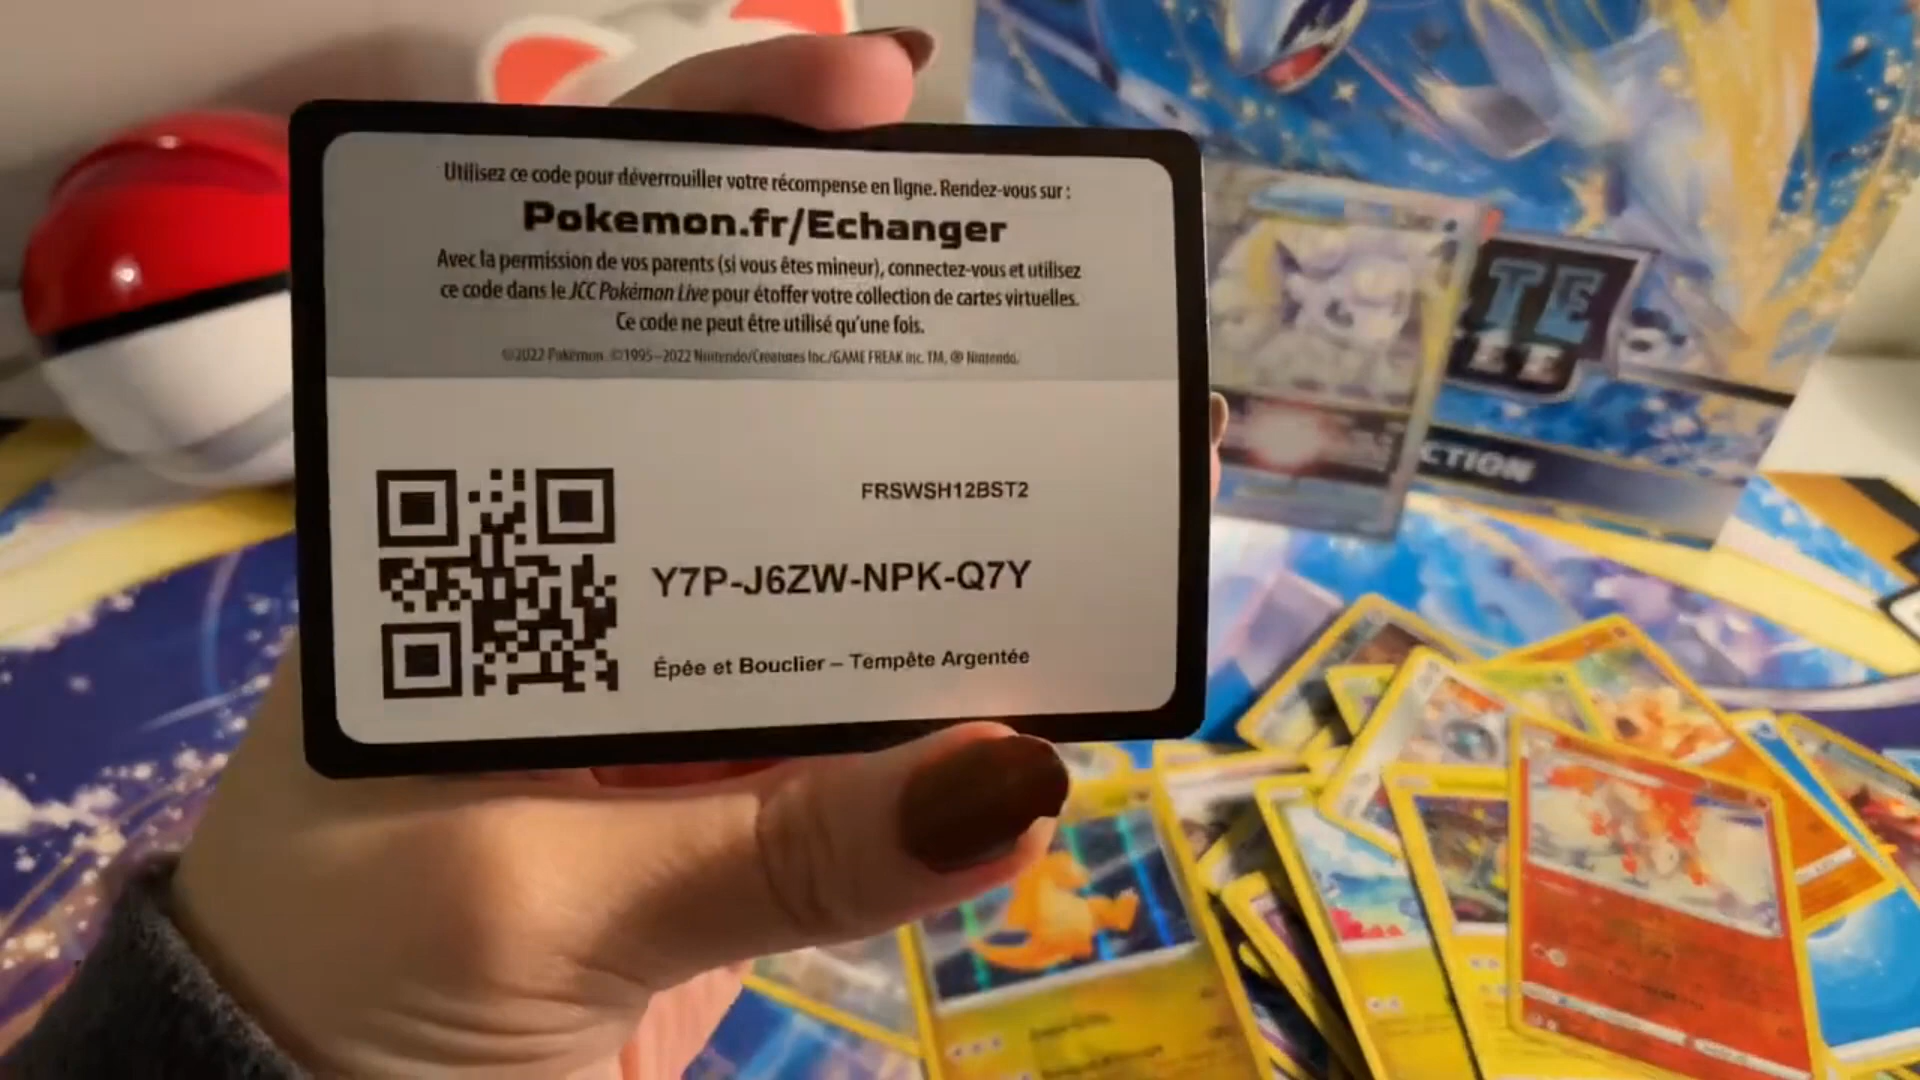 Utilisez ce code pour déverrouiller votre récompense en ligne. Rendez-vous sur :
Pokemon.fr/Echanger
Avec la permission de vos parents (si vous êtes mineur), connectez-vous et utilisez
ce code dans le JCC Pokémon Live pour étoffer votre collection de cartes virtuelles.
Ce code ne peut être utilisé qu'une fois.
©2022 Pokémon. ©1995–2022 Nintendo/Creatures Inc./GAME FREAK inc. TM, ® Nintendo.
FRSWSH12BST2
Y7P-J6ZW-NPK-Q7Y
Épée et Bouclier – Tempête Argentée
TE
ÉE
CTION